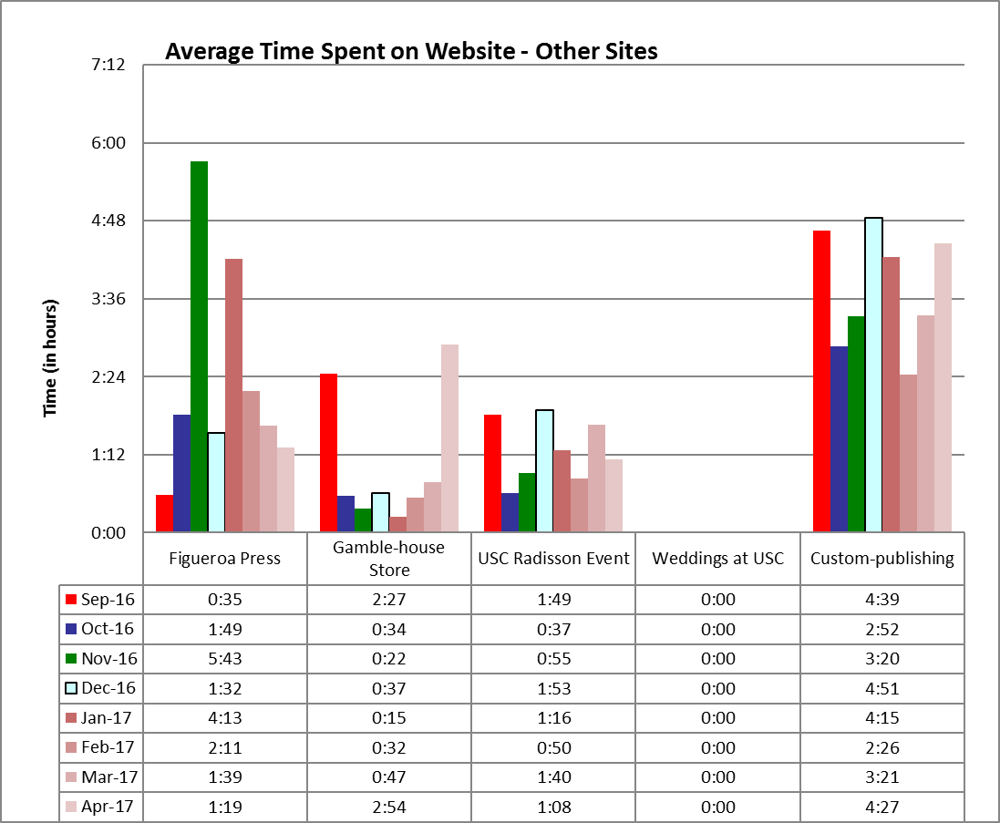 Average Time Spent on Website - Other Sites
7:12
6:00
4:48
3:36
2:24
1:12
0:00
Time (in hours)
Figueroa Press Gamble-house Store USC Radisson Event Weddings at USC Custom-publishing
Sep-16 0:35 2:27 1:49 0:00 4:39
Oct-16 1:49 0:34 0:37 0:00 2:52
Nov-16 5:43 0:22 0:55 0:00 3:20
Dec-16 1:32 0:37 1:53 0:00 4:51
Jan-17 4:13 0:15 1:16 0:00 4:15
Feb-17 2:11 0:32 0:50 0:00 2:26
Mar-17 1:39 0:47 1:40 0:00 3:21
Apr-17 1:19 2:54 1:08 0:00 4:27